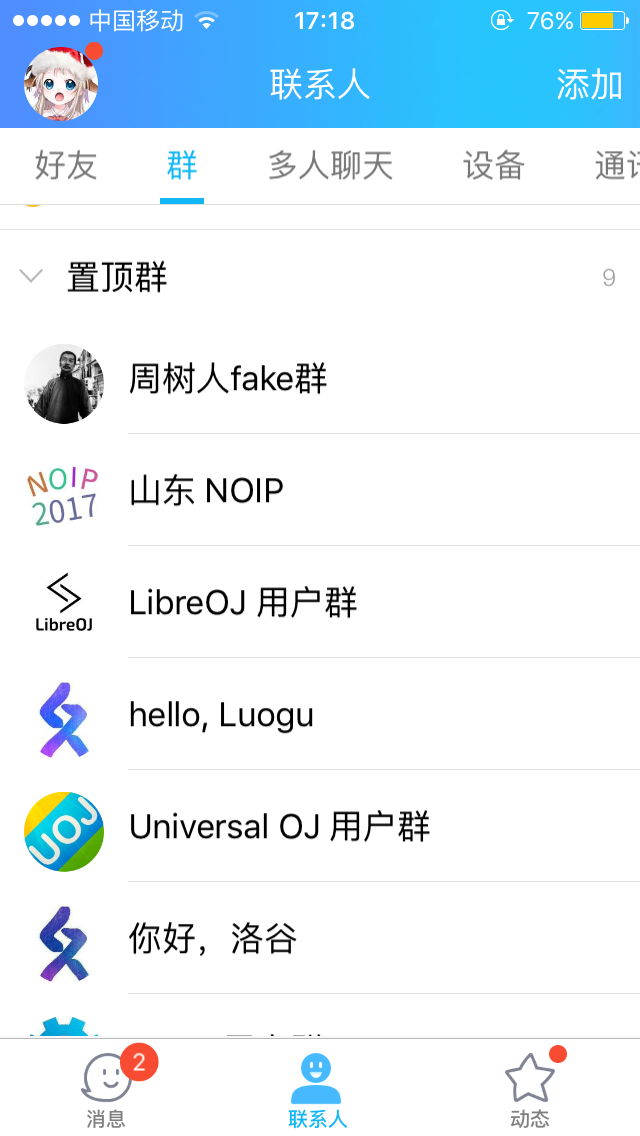 中国移动 17:18 76%
联系人 添加
好友 群 多人聊天 设备 通讯
置顶群 9
周树人fake群
NOIP
2017
山东 NOIP
LibreOJ
LibreOJ 用户群
hello, Luogu
UOJ
Universal OJ 用户群
你好，洛谷
2
消息 联系人 动态